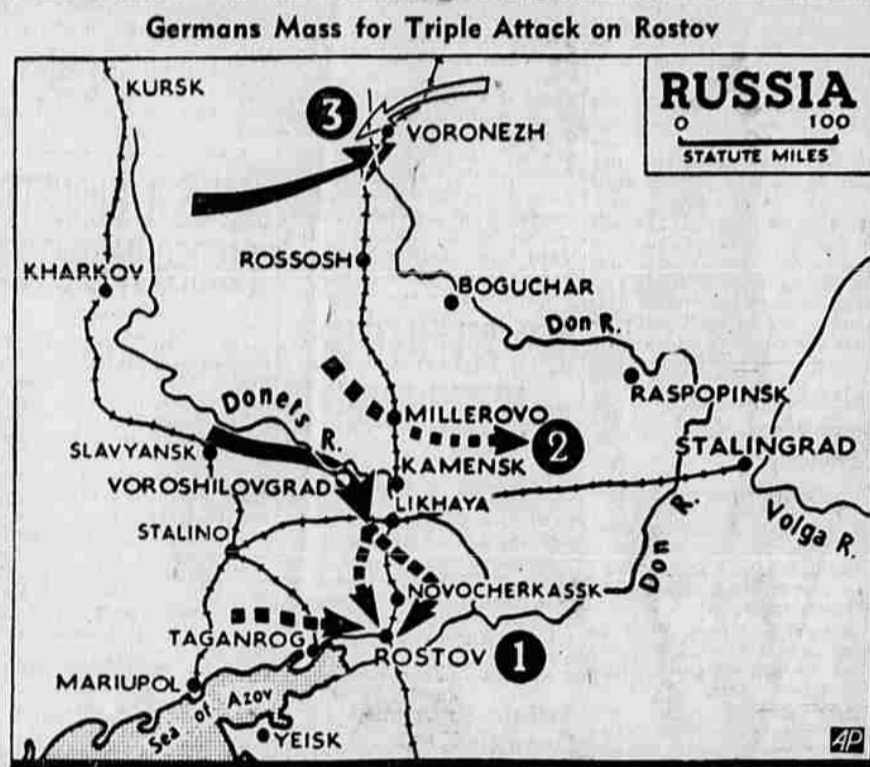 Germans Mass for Triple Attack on Rostov
KURSK
3
VORONEZH
RUSSIA
0 100
STATUTE MILES
KHARKOV
ROSSOSH
BOGUCHAR
Don R.
RASPOPINSK
Donets R.
MILLEROVO
2
SLAVYANSK
KAMENSK
STALINGRAD
VOROSHILOVGRAD
LIKHAYA
STALINO
Don R.
Volga R.
NOVOCHERKASSK
TAGANROG
ROSTOV
1
MARIUPOL
Sea of Azov
YEISK
AP